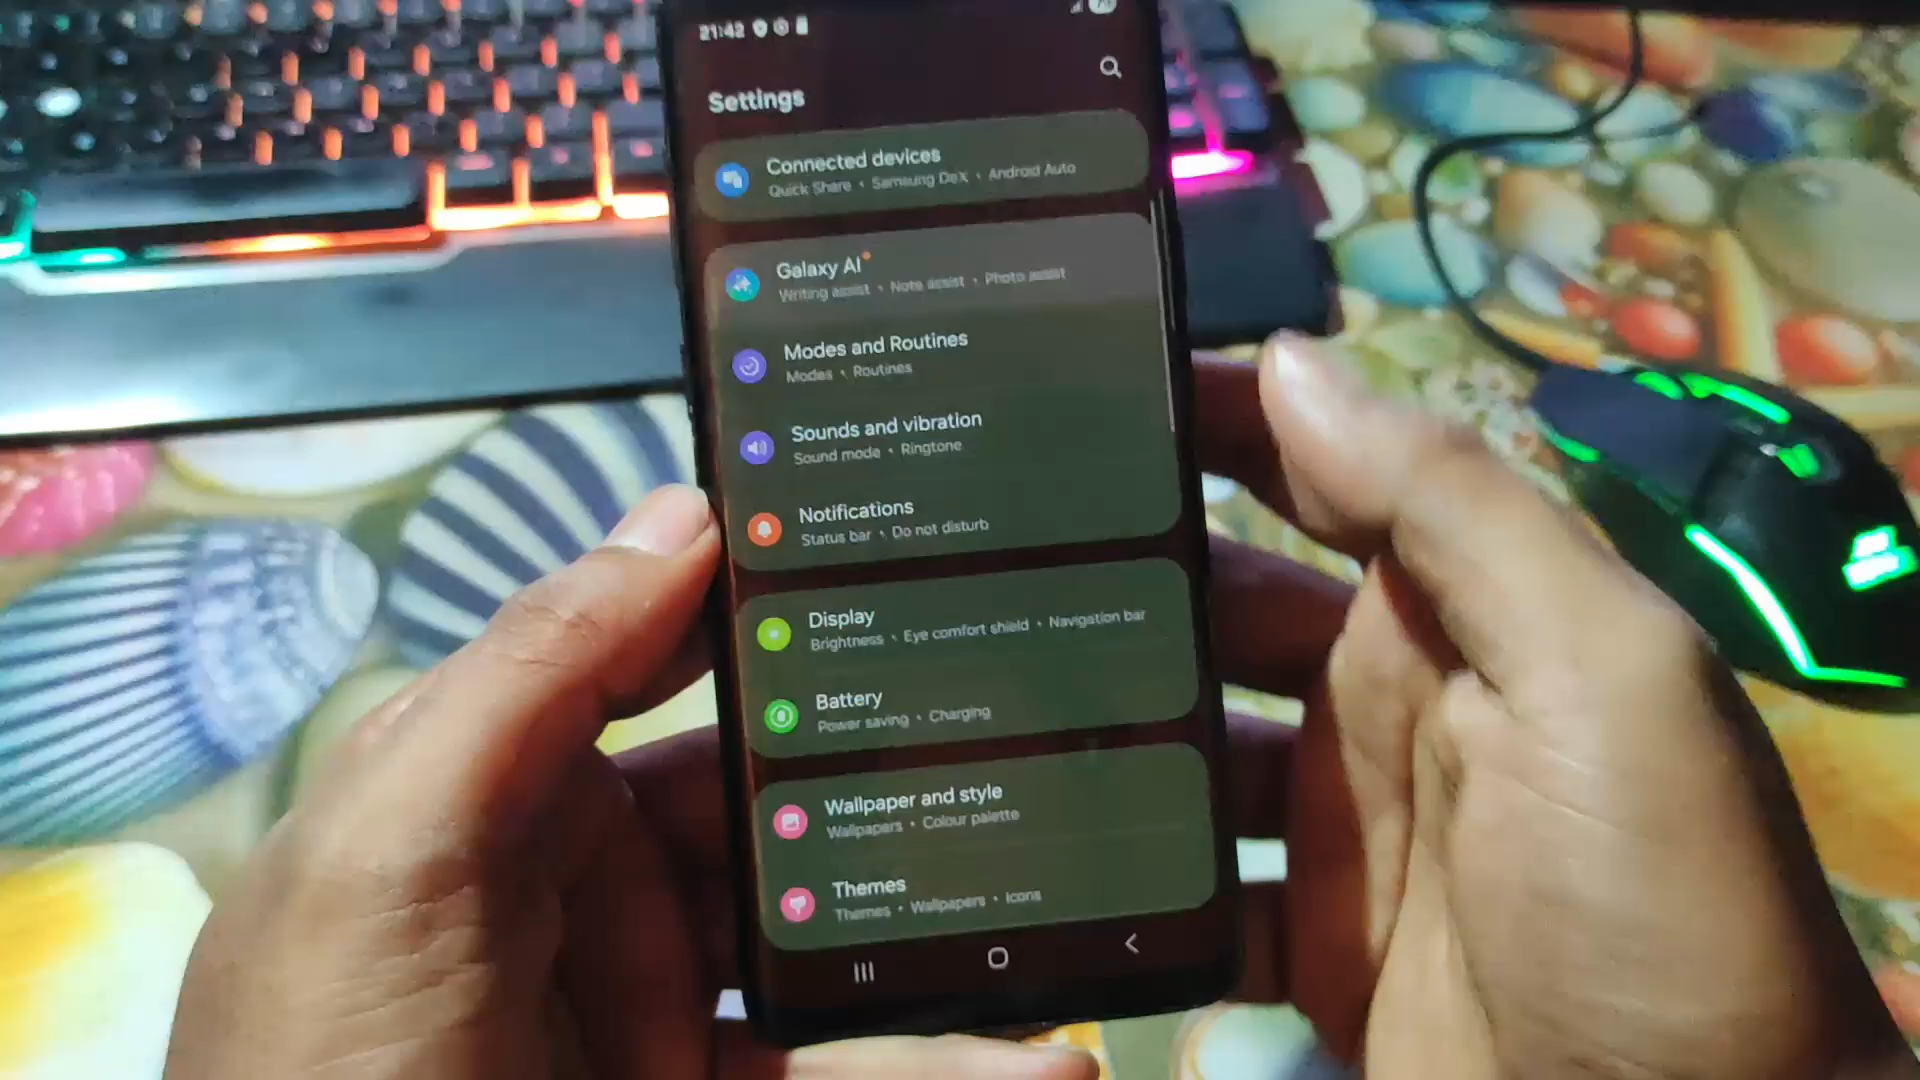 21:42
Settings
Connected devices
Quick Share • Samsung DeX • Android Auto
Galaxy AI
Writing assist • Note assist • Photo assist
Modes and Routines
Modes • Routines
Sounds and vibration
Sound mode • Ringtone
Notifications
Status bar • Do not disturb
Display
Brightness • Eye comfort shield • Navigation bar
Battery
Power saving • Charging
Wallpaper and style
Wallpapers • Colour palette
Themes
Themes • Wallpapers • Icons